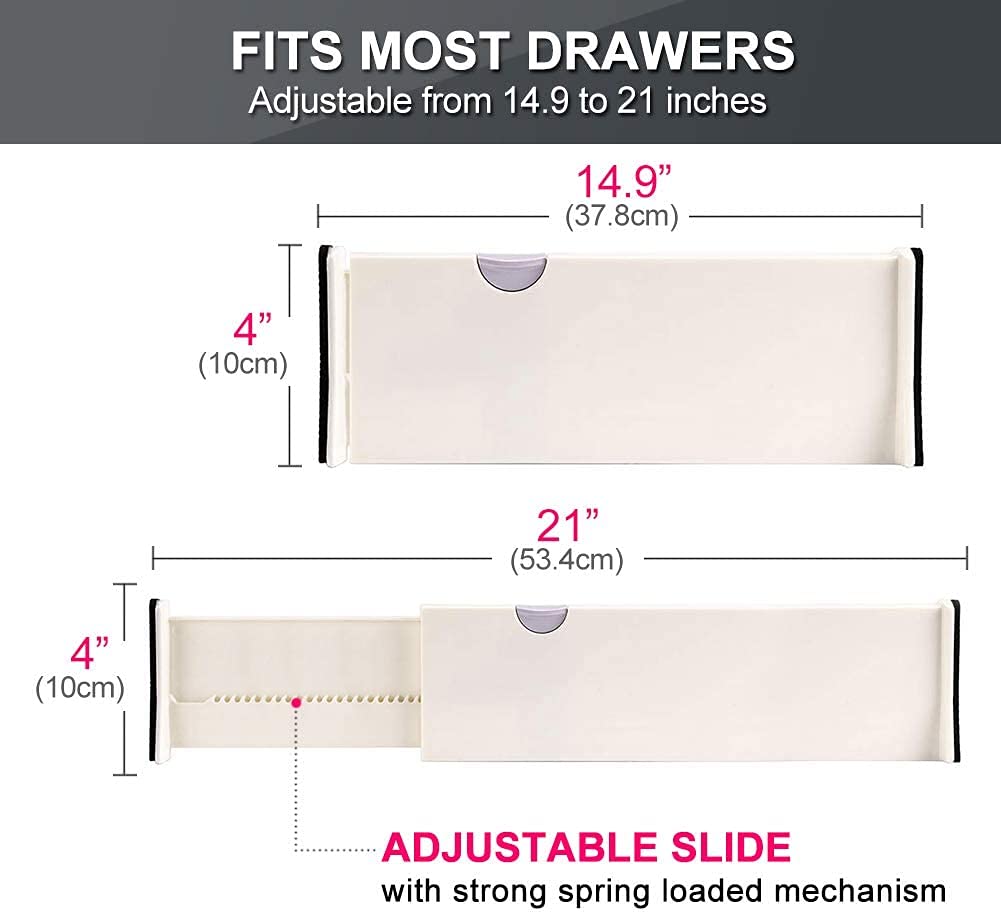 FITS MOST DRAWERS
Adjustable from 14.9 to 21 inches
14.9”
(37.8cm)
4”
(10cm)
21”
(53.4cm)
4”
(10cm)
ADJUSTABLE SLIDE
with strong spring loaded mechanism